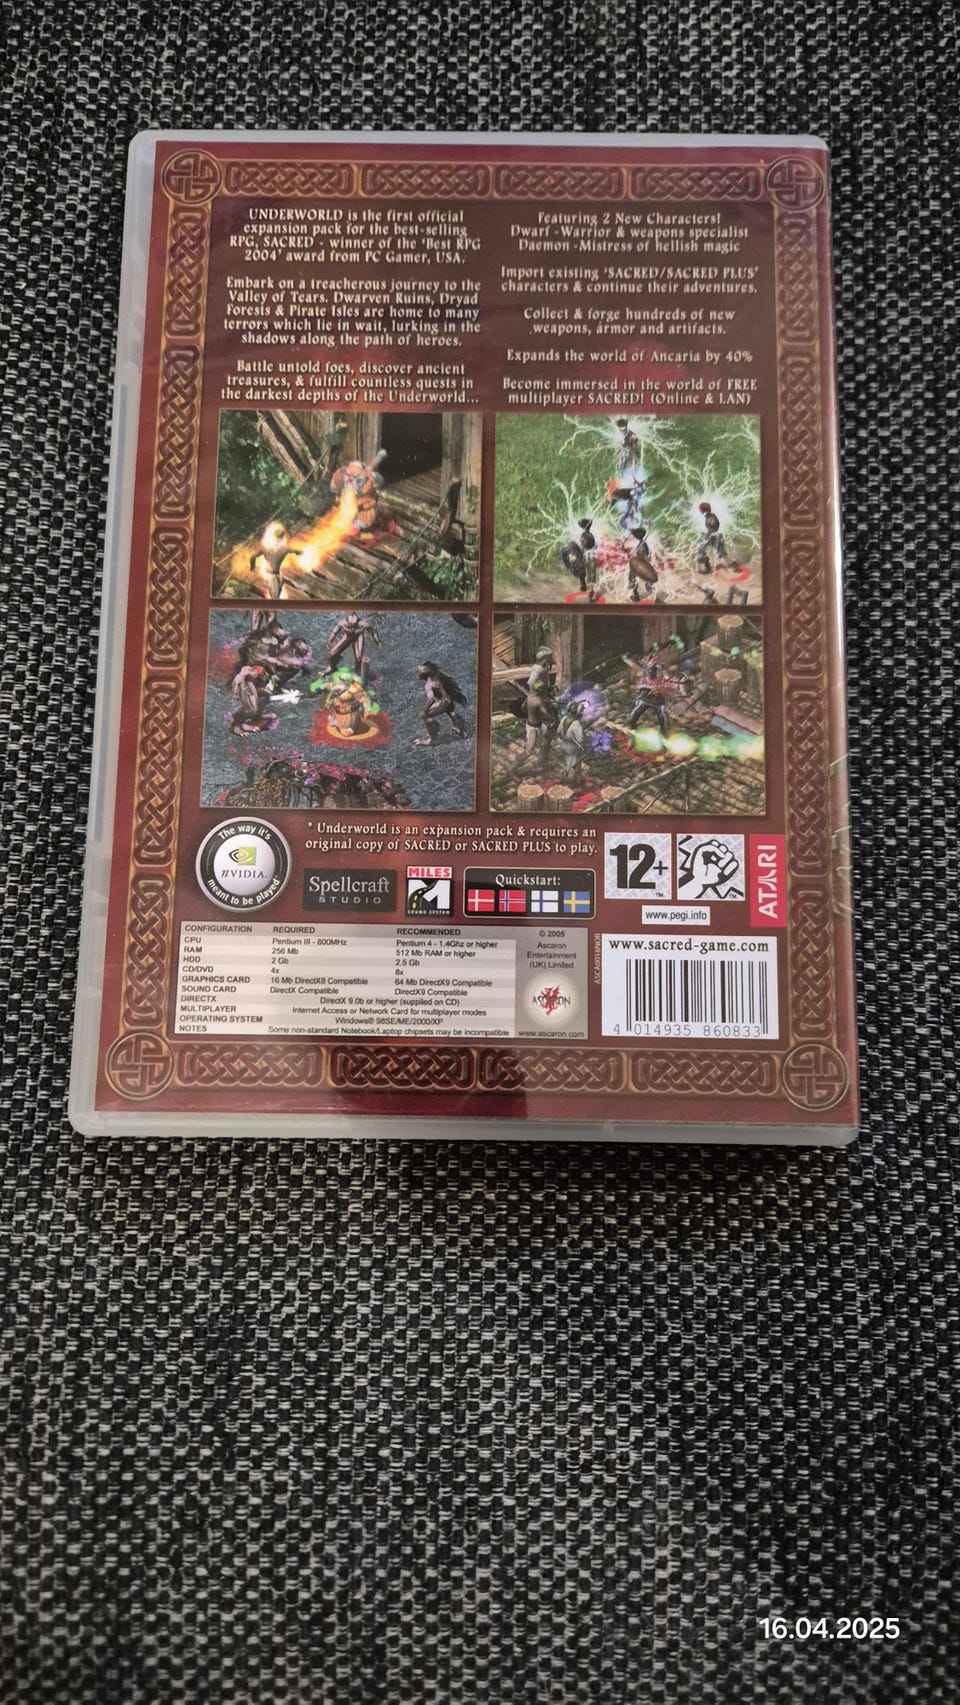 UNDERWORLD is the first official
expansion pack for the best-selling
RPG, SACRED - winner of the 'Best RPG
2004' award from PC Gamer, USA.
Embark on a treacherous journey to the
Valley of Tears. Dwarven Ruins, Dryad
Forests & Pirate Isles are home to many
terrors which lie in wait, lurking in the
shadows along the path of heroes.
Battle untold foes, discover ancient
treasures, & fulfill countless quests in
the darkest depths of the Underworld...
Featuring 2 New Characters!
Dwarf - Warrior & weapons specialist
Daemon - Mistress of hellish magic
Import existing 'SACRED/SACRED PLUS'
characters & continue their adventures.
Collect & forge hundreds of new
weapons, armor and artifacts.
Expands the world of Ancaria by 40%
Become immersed in the world of FREE
multiplayer SACRED! (Online & LAN)
The way it's
nVIDIA.
meant to be played
* Underworld is an expansion pack & requires an
original copy of SACRED or SACRED PLUS to play.
Spellcraft
STUDIO
MILES
SOUND SYSTEM
Quickstart:
12+
™
™
www.pegi.info
ATARI
CONFIGURATION REQUIRED RECOMMENDED
CPU Pentium III - 800MHz Pentium 4 - 1.4Ghz or higher
RAM 256 Mb 512 Mb RAM or higher
HDD 2 Gb 2.5 Gb
CD/DVD 4x 8x
GRAPHICS CARD 16 Mb DirectX8 Compatible 64 Mb DirectX9 Compatible
SOUND CARD DirectX Compatible DirectX9 Compatible
DIRECTX DirectX 9.0b or higher (supplied on CD)
MULTIPLAYER Internet Access or Network Card for multiplayer modes
OPERATING SYSTEM Windows® 98SE/ME/2000/XP
NOTES Some non-standard Notebook/Laptop chipsets may be incompatible
© 2005
Ascaron
Entertainment
(UK) Limited
ASCARON
www.ascaron.com
ASCA0018NOR
www.sacred-game.com
4 014935 860833
16.04.2025